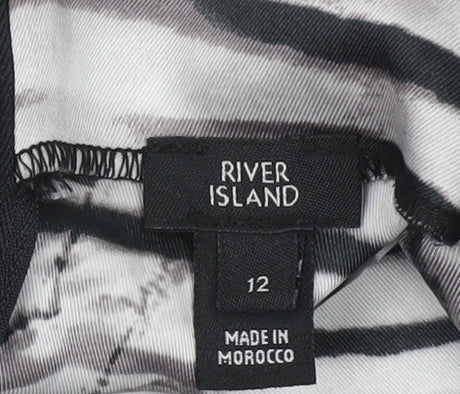 RIVER
ISLAND
12
MADE IN
MOROCCO